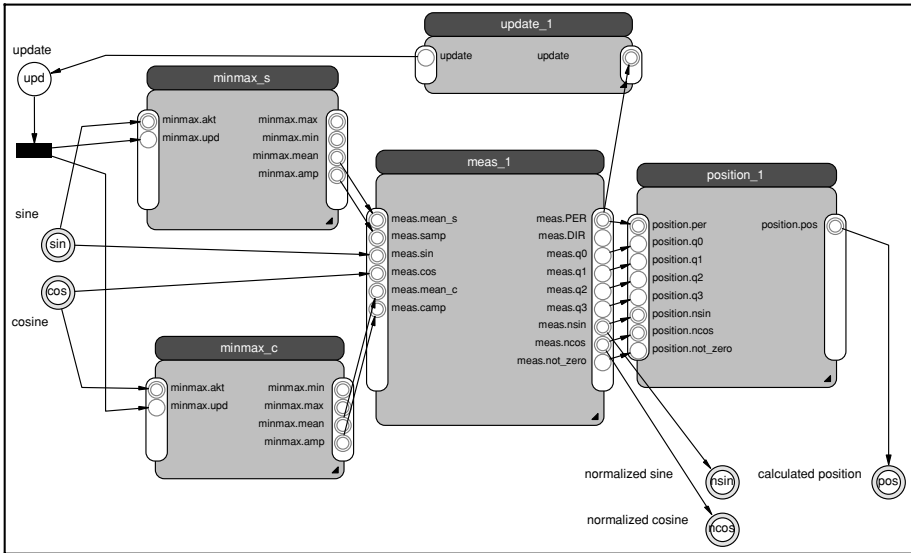 update_1
update
update
update
upd
minmax_s
minmax.akt
minmax.upd
minmax.max
minmax.min
minmax.mean
minmax.amp
sine
sin
cos
cosine
meas_1
meas.mean_s
meas.samp
meas.sin
meas.cos
meas.mean_c
meas.camp
meas.PER
meas.DIR
meas.q0
meas.q1
meas.q2
meas.q3
meas.nsin
meas.ncos
meas.not_zero
position_1
position.per
position.q0
position.q1
position.q2
position.q3
position.nsin
position.ncos
position.not_zero
position.pos
minmax_c
minmax.akt
minmax.upd
minmax.min
minmax.max
minmax.mean
minmax.amp
normalized sine
nsin
calculated position
pos
normalized cosine
ncos